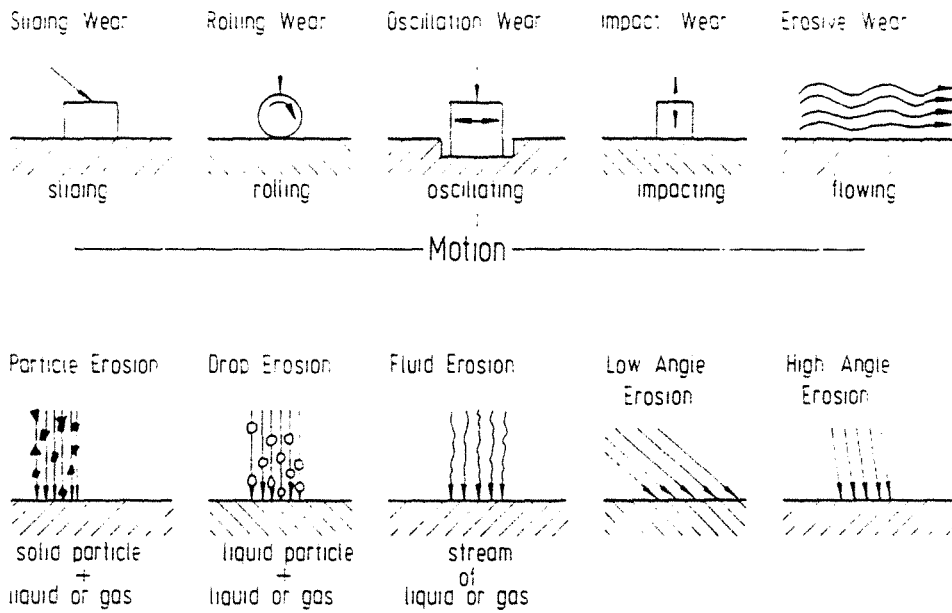 Sliding Wear
Rolling Wear
Oscillation Wear
Impact Wear
Erosive Wear
sliding
rolling
oscillating
impacting
flowing
Motion
Particle Erosion
Drop Erosion
Fluid Erosion
Low Angle
Erosion
High Angle
Erosion
solid particle
+
liquid or gas
liquid particle
+
liquid or gas
stream
of
liquid or gas